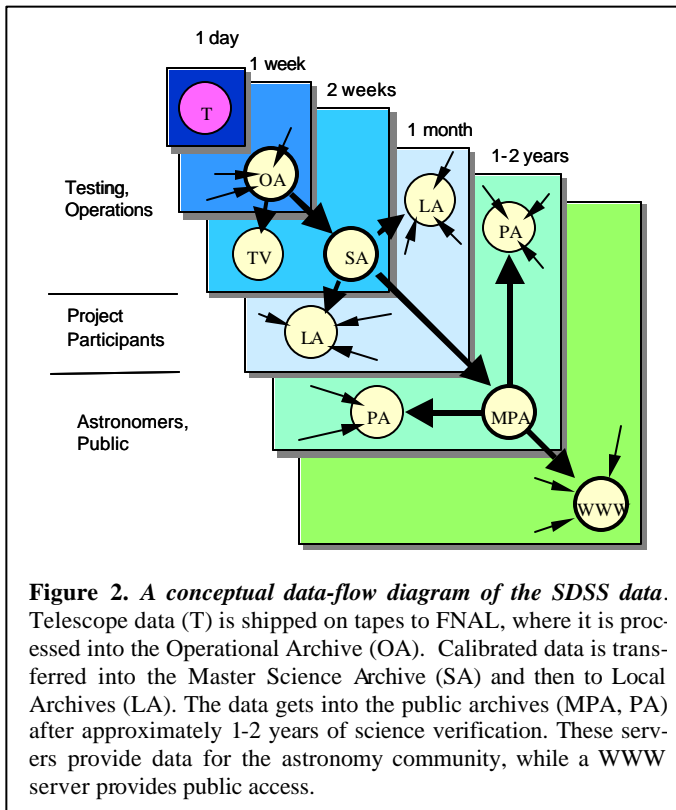 1 day
1 week
2 weeks
1 month
1-2 years
T
Testing,
Operations
OA
LA
PA
TV
SA
Project
Participants
LA
Astronomers,
Public
PA
MPA
WWW
Figure 2. A conceptual data-flow diagram of the SDSS data.
Telescope data (T) is shipped on tapes to FNAL, where it is proc-
essed into the Operational Archive (OA). Calibrated data is trans-
ferred into the Master Science Archive (SA) and then to Local
Archives (LA). The data gets into the public archives (MPA, PA)
after approximately 1-2 years of science verification. These serv-
ers provide data for the astronomy community, while a WWW
server provides public access.